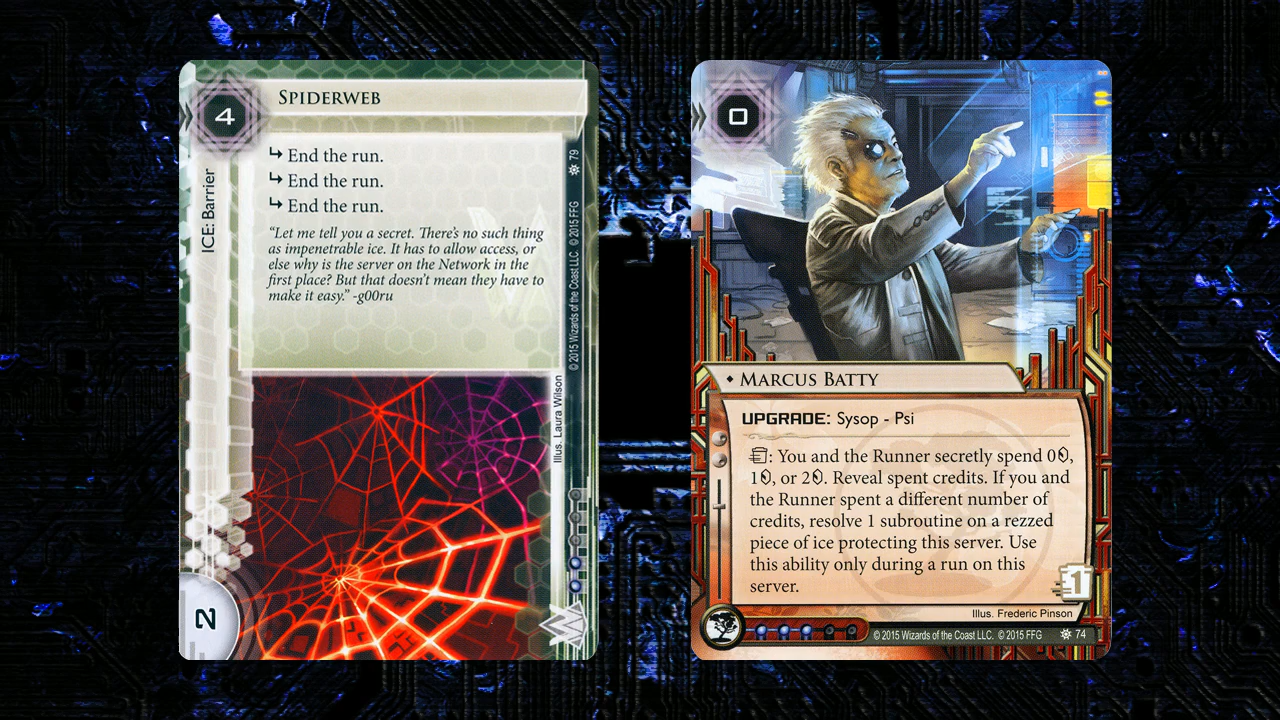 4
SPIDERWEB
ICE: Barrier
↳ End the run.
↳ End the run.
↳ End the run.
“Let me tell you a secret. There’s no such thing
as impenetrable ice. It has to allow access, or
else why is the server on the Network in the
first place? But that doesn’t mean they have to
make it easy.” -g00ru
79
© 2015 Wizards of the Coast LLC. © 2015 FFG
Illus. Laura Wilson
2
0
MARCUS BATTY
UPGRADE: Sysop - Psi
: You and the Runner secretly spend 0,
1, or 2. Reveal spent credits. If you and
the Runner spent a different number of
credits, resolve 1 subroutine on a rezzed
piece of ice protecting this server. Use
this ability only during a run on this
server.
1
Illus. Frederic Pinson
© 2015 Wizards of the Coast LLC. © 2015 FFG
74